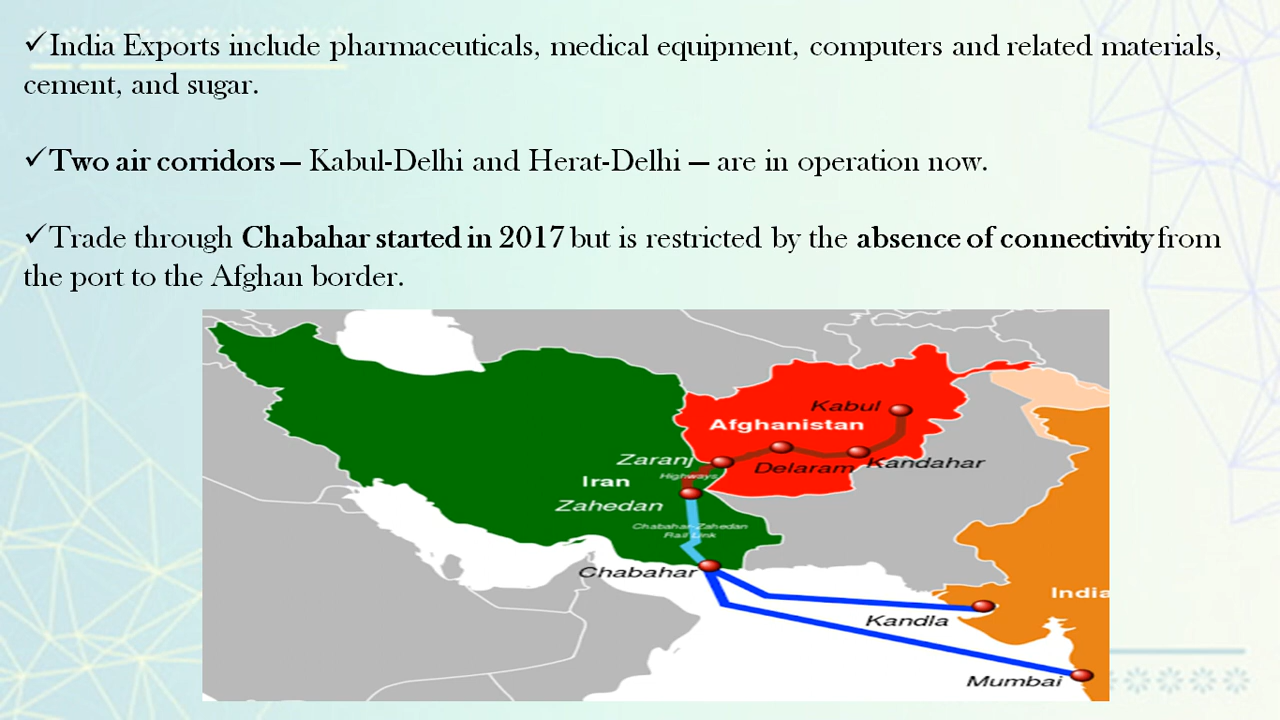 ✓India Exports include pharmaceuticals, medical equipment, computers and related materials,
cement, and sugar.
✓Two air corridors – Kabul-Delhi and Herat-Delhi – are in operation now.
✓Trade through Chabahar started in 2017 but is restricted by the absence of connectivity from
the port to the Afghan border.
Kabul
Afghanistan
Zaranj
Delaram
Kandahar
Highways
Iran
Zahedan
Chabahar-Zahedan
Rail Link
Chabahar
India
Kandla
Mumbai